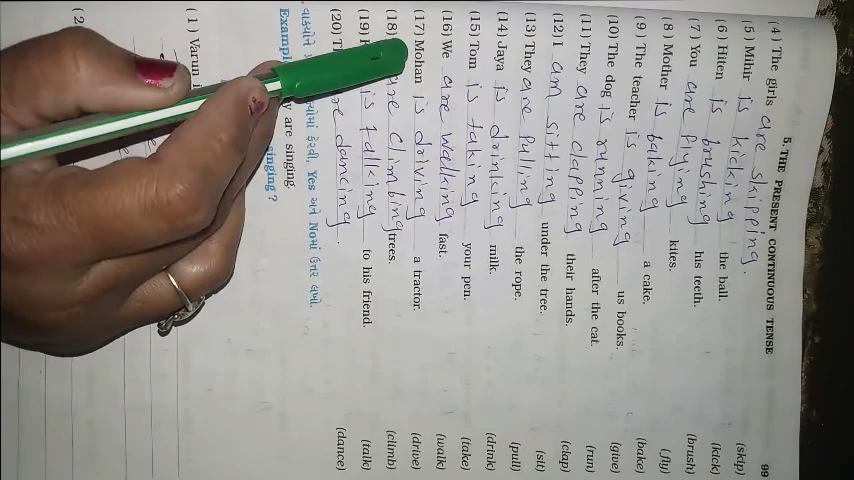 5. THE PRESENT CONTINUOUS TENSE 99
(4) The girls are skipping. (skip)
(5) Mihir is kicking the ball. (kick)
(6) Hiten is brushing his teeth. (brush)
(7) You are flying kites. (fly)
(8) Mother is baking a cake. (bake)
(9) The teacher is giving us books. (give)
(10) The dog is running after the cat. (run)
(11) They are clapping their hands. (clap)
(12) I am sitting under the tree. (sit)
(13) They are pulling the rope. (pull)
(14) Jaya is drinking milk. (drink)
(15) Tom is taking your pen. (take)
(16) We are walking fast. (walk)
(17) Mohan is driving a tractor. (drive)
(18) are climbing trees. (climb)
(19) is talking to his friend. (talk)
(20) are dancing. (dance)
Yes અને Noમાં ઉત્તર લખો.
are singing.
singing ?
(1) Varun
(2